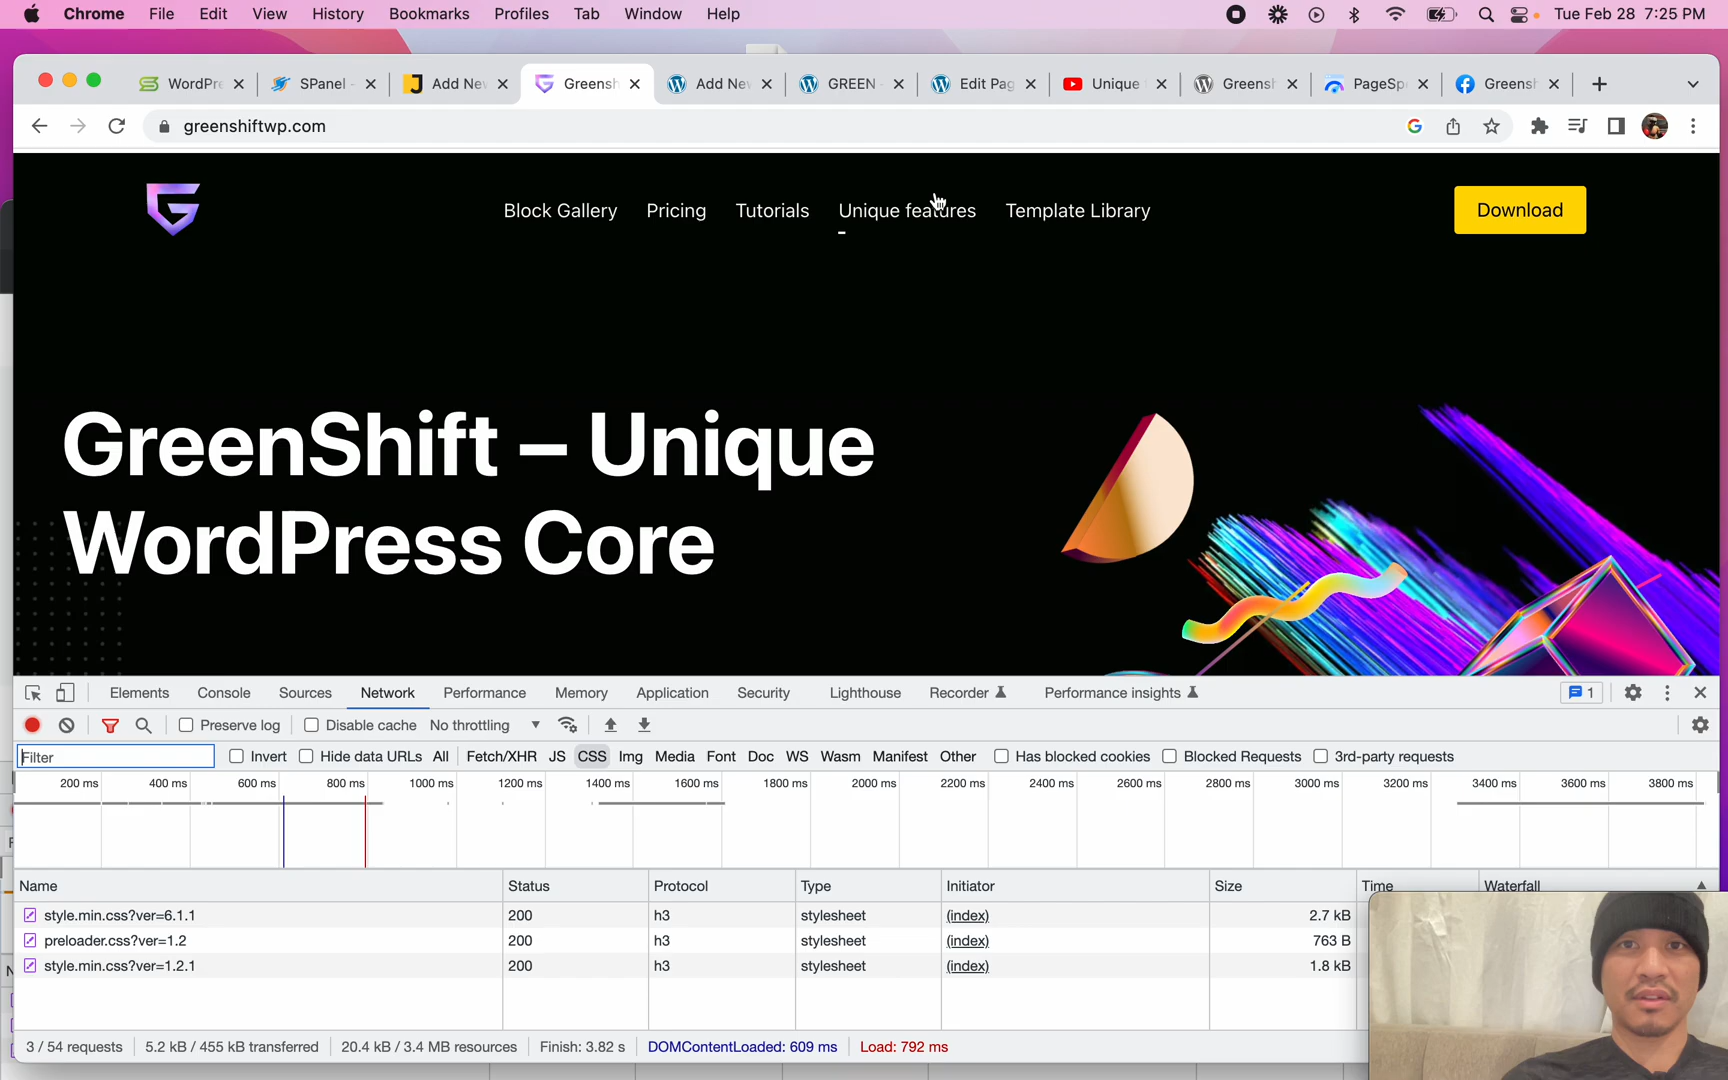 Chrome File Edit View History Bookmarks Profiles Tab Window Help Tue Feb 28 7:25 PM
WordPre SPanel - Add Nev Greensh Add Nev GREEN - Edit Pag Unique Greensh PageSpe Greensh
greenshiftwp.com
Block Gallery Pricing Tutorials Unique features Template Library Download
GreenShift – Unique
WordPress Core
Elements Console Sources Network Performance Memory Application Security Lighthouse Recorder Performance insights 1
Preserve log Disable cache No throttling
Filter Invert Hide data URLs All Fetch/XHR JS CSS Img Media Font Doc WS Wasm Manifest Other Has blocked cookies Blocked Requests 3rd-party requests
200 ms 400 ms 600 ms 800 ms 1000 ms 1200 ms 1400 ms 1600 ms 1800 ms 2000 ms 2200 ms 2400 ms 2600 ms 2800 ms 3000 ms 3200 ms 3400 ms 3600 ms 3800 ms
Name Status Protocol Type Initiator Size Time Waterfall
style.min.css?ver=6.1.1 200 h3 stylesheet (index) 2.7 kB
preloader.css?ver=1.2 200 h3 stylesheet (index) 763 B
style.min.css?ver=1.2.1 200 h3 stylesheet (index) 1.8 kB
3 / 54 requests 5.2 kB / 455 kB transferred 20.4 kB / 3.4 MB resources Finish: 3.82 s DOMContentLoaded: 609 ms Load: 792 ms